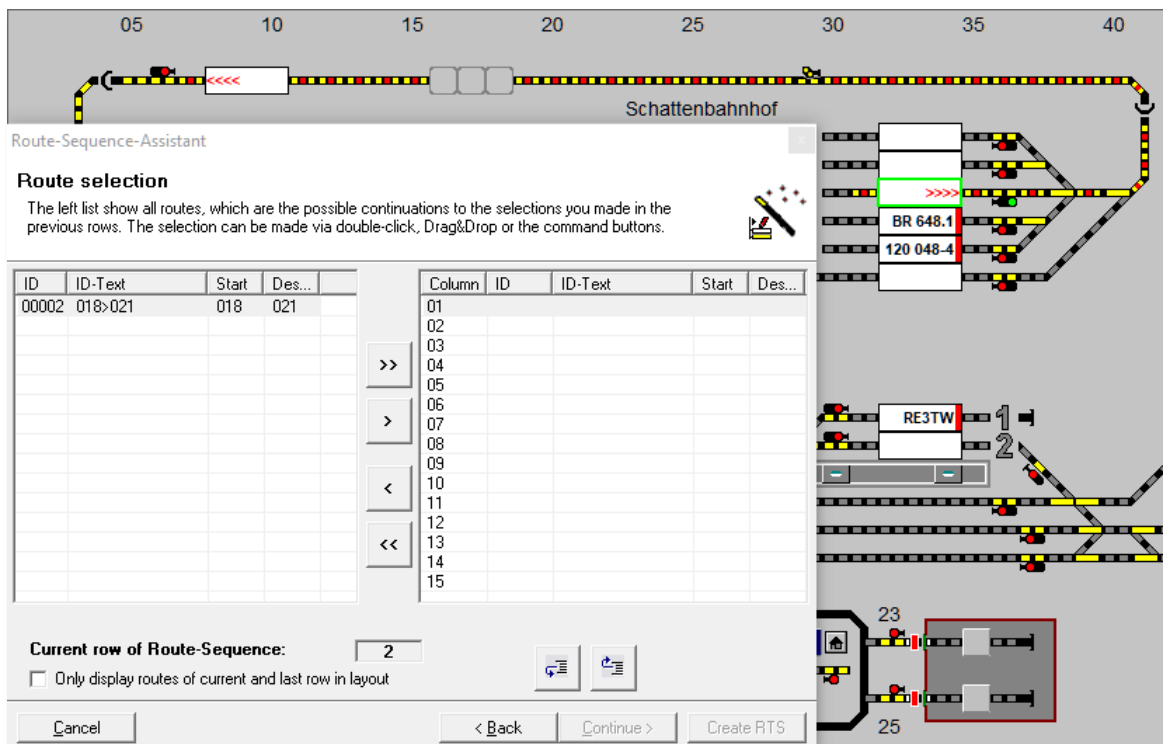 05 10 15 20 25 30 35 40
<<<<
Schattenbahnhof
Route-Sequence-Assistant
x
Route selection
The left list show all routes, which are the possible continuations to the selections you made in the
previous rows. The selection can be made via double-click, Drag&Drop or the command buttons.
>>>>
BR 648.1
120 048-4
ID ID-Text Start Des...
00002 018>021 018 021
Column ID ID-Text Start Des...
01
02
03
04
05
06
07
08
09
10
11
12
13
14
15
>>
>
<
<<
RE3TW 1
2
23
25
Current row of Route-Sequence: 2
Only display routes of current and last row in layout
Cancel
< Back
Continue >
Create RTS